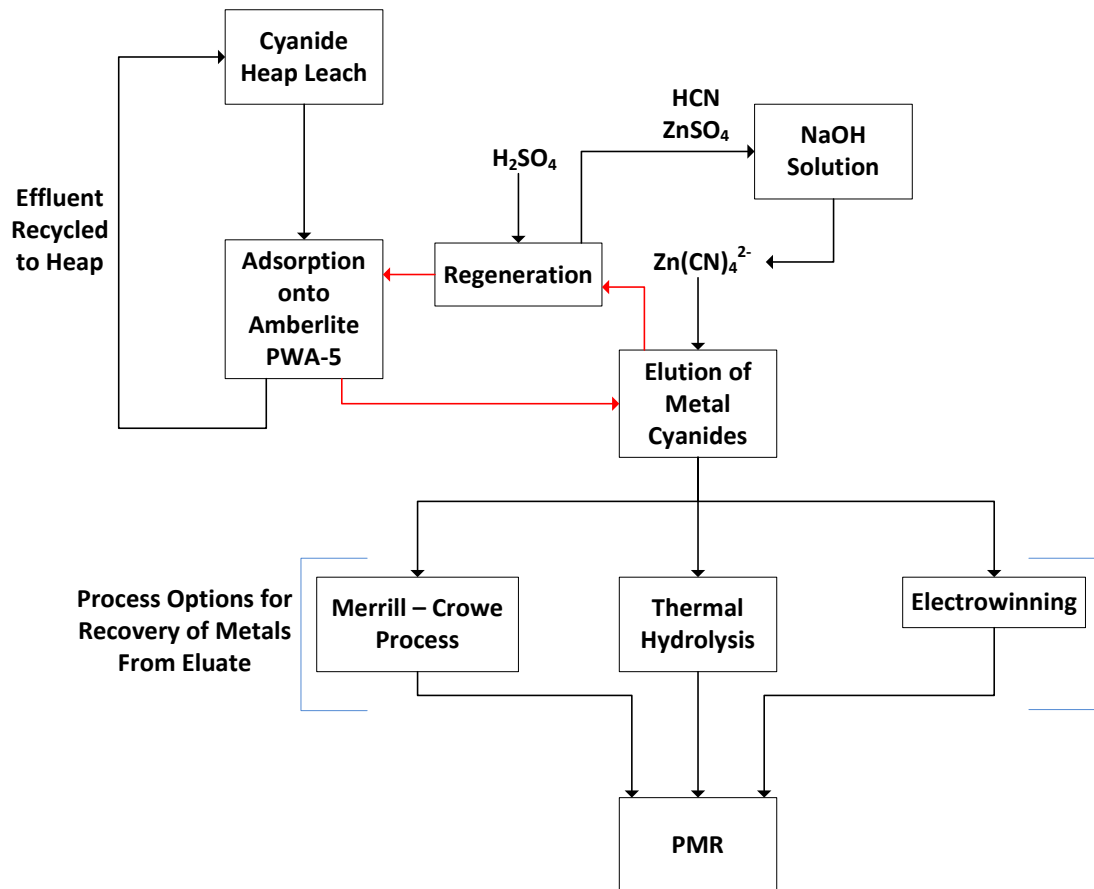 Cyanide
Heap Leach
HCN
ZnSO₄
NaOH
Solution
H₂SO₄
Effluent
Recycled
to Heap
Adsorption
onto
Amberlite
PWA-5
Regeneration
Zn(CN)₄²⁻
Elution of
Metal
Cyanides
Process Options for
Recovery of Metals
From Eluate
Merrill – Crowe
Process
Thermal
Hydrolysis
Electrowinning
PMR